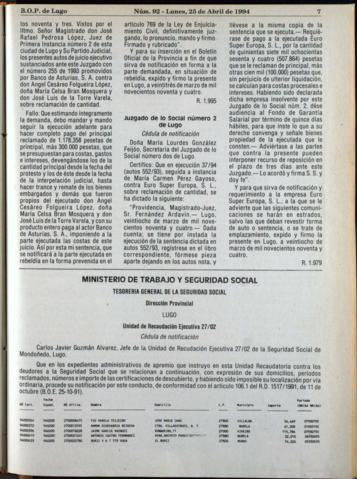 B.O.P. de Lugo
Núm. 92 - Lunes, 25 de Abril de 1994
7
los noventa y tres. Vistos por el
Iltmo. Señor Magistrado don José
Rafael Pedrosa López, Juez de
Primera Instancia número 2 de esta
ciudad de Lugo y su Partido Judicial,
los presentes autos de juicio ejecutivo
sustanciados ante este Juzgado con
el número 255 de 1993 promovidos
por Banco de Asturias, S. A. contra
don Angel Cesáreo Folgueira López,
doña María Celsa Bran Mosquera y
don José Luis de la Torre Varela,
sobre reclamación de cantidad.
Fallo: Que estimando íntegramente
la demanda, debo mandar y mando
seguir la ejecución adelante para
hacer completo pago del principal
reclamado de 1.178.358 pesetas de
principal, más 300.000 pesetas, que
se presupuestan para costas, gastos
e intereses, devengándose los de la
cantidad principal desde la fecha del
protesto y los de éste desde la fecha
de la interpelación judicial, hasta
hacer trance y remate de los bienes
embargados y demás que fueren
propios del ejecutado don Angel
Cesáreo Folgueira López, doña
María Celsa Bran Mosquera y don
José Luis de la Torre Varela, y con su
producto entero pago al actor Banco
de Asturias, S. A., imponiendo a la
parte ejecutada las costas de este
juicio. Así por esta mi sentencia, que
se notificará a la parte ejecutada en
rebeldía en la forma prevenida en el
artículo 769 de la Ley de Enjuicia-
miento Civil, definitivamente juz-
gando, lo pronuncio, mando y firmo.
Firmado y rubricado".
Y para su inserción en el Boletín
Oficial de la Provincia a fin de que
sirva de notificación en forma a la
parte demandada, en situación de
rebeldía, expido y firmo la presente
en Lugo, a veintitrés de marzo de mil
novecientos noventa y cuatro.
R. 1.995
Juzgado de lo Social número 2
de Lugo
Cédula de notificación
Doña María Lourdes González
Feijóo, Secretaria del Juzgado de lo
Social número dos de Lugo.
Certifico: Que en ejecución 37/94
(autos 552/93), seguida a instancia
de María Carmen Pérez Gayoso,
contra Euro Super Europa, S. L.,
sobre reclamación de cantidad, se
ha dictado la siguiente:
"Providencia, Magistrado-Juez,
Sr. Fernández Ardavín.— Lugo,
veintiocho de marzo de mil nove-
cientos noventa y cuatro.— Dada
cuenta; se tiene por instada la
ejecución de la sentencia dictada en
autos 552/93, regístrese en el libro
correspondiente, fórmese pieza
aparte dejando en los autos nota, y
llévese a la misma copia de la
sentencia que se ejecuta.— Requié-
rase de pago a la ejecutada Euro
Super Europa, S. L., por la cantidad
de quinientas siete mil ochocientas
sesenta y cuatro (507.864) pesetas
que se le reclaman de principal, más
otras cien mil (100.000) pesetas que,
sin perjuicio de ulterior liquidación,
se calculan para costas procesales e
intereses. Habiendo sido declarada
dicha empresa insolvente por este
Juzgado de lo Social núm. 2, dése
audiencia al Fondo de Garantía
Salarial por término de quince días
hábiles, para que inste lo que a su
derecho convenga y señale bienes
propiedad de la ejecutada que le
consten.— Adviértase a las partes
que contra la presente pueden
interponer recurso de reposición en
el plazo de tres días ante este
Juzgado.— Lo acordó y firma S. S. y
doy fe".
Y para que sirva de notificación y
requerimiento a la empresa Euro
Super Europa, S. L., a la que se le
advierte que las siguientes comuni-
caciones se harán en estrados,
salvo las que deban revestir forma
de auto o sentencia, o se trate de
emplazamiento, expido y firmo la
presente en Lugo, a veintiocho de
marzo de mil novecientos noventa y
cuatro.
R. 1.979
MINISTERIO DE TRABAJO Y SEGURIDAD SOCIAL
TESORERIA GENERAL DE LA SEGURIDAD SOCIAL
Dirección Provincial
LUGO
Unidad de Recaudación Ejecutiva 27/02
Cédula de notificación
Carlos Javier Guzmán Alvarez, Jefe de la Unidad de Recaudación Ejecutiva 27/02 de la Seguridad Social de
Mondoñedo, Lugo.
Que en los expedientes administrativos de apremio que instruyo en esta Unidad Recaudatoria contra los
deudores a la Seguridad Social que se relacionan a continuación, con expresión de sus domicilios, períodos
reclamados, números e importe de las certificaciones de descubierto, y habiendo sido imposible su localización por vía
ordinaria, procede su notificación por este conducto, de conformidad con el artículo 106.1 del R.D. 1517/1991, de 11 de
octubre (B.O.E. 25-10-91).